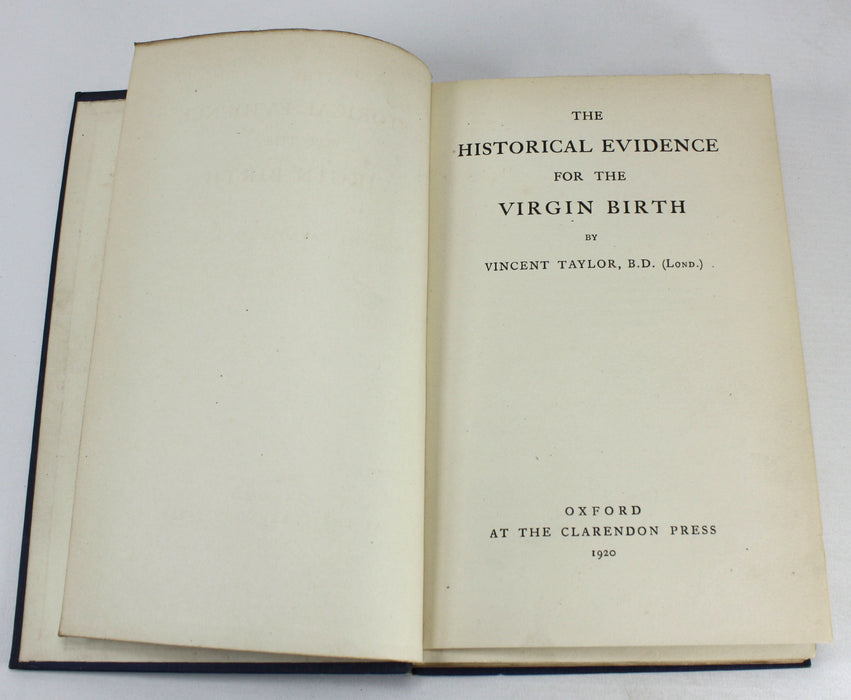 THE
HISTORICAL EVIDENCE
FOR THE
VIRGIN BIRTH
BY
VINCENT TAYLOR, B.D. (LOND.)
OXFORD
AT THE CLARENDON PRESS
1920